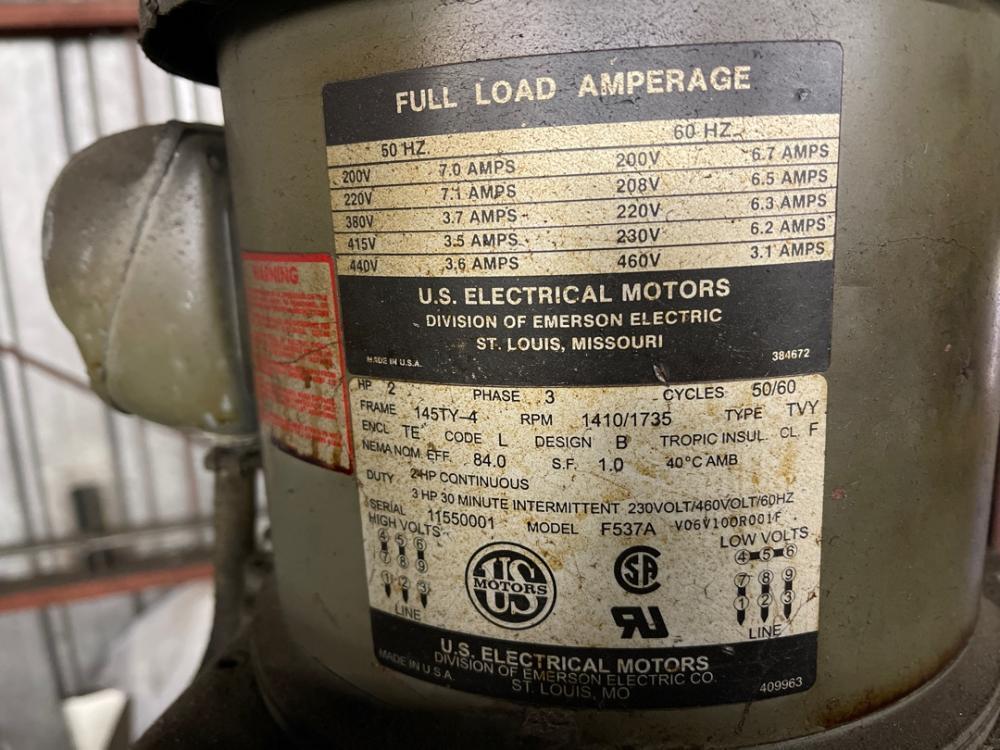 FULL LOAD AMPERAGE
50 HZ. 60 HZ.
200V 7.0 AMPS 200V 6.7 AMPS
220V 7.1 AMPS 208V 6.5 AMPS
380V 3.7 AMPS 220V 6.3 AMPS
415V 3.5 AMPS 230V 6.2 AMPS
440V 3.6 AMPS 460V 3.1 AMPS
U.S. ELECTRICAL MOTORS
DIVISION OF EMERSON ELECTRIC
ST. LOUIS, MISSOURI
MADE IN U.S.A. 384672
WARNING
HP 2 PHASE 3 CYCLES 50/60
FRAME 145TY-4 RPM 1410/1735 TYPE TVY
ENCL TE CODE L DESIGN B TROPIC INSUL. CL. F
NEMA NOM. EFF. 84.0 S.F. 1.0 40°C AMB
DUTY 2 HP CONTINUOUS
3 HP 30 MINUTE INTERMITTENT 230VOLT/460VOLT/60HZ
SERIAL 11550001 MODEL F537A V06V100R001F
HIGH VOLTS LOW VOLTS
4 5 6 4 5 6
7 8 9 7 8 9
1 2 3 1 2 3
LINE LINE
US MOTORS
U.S. ELECTRICAL MOTORS
DIVISION OF EMERSON ELECTRIC CO.
ST. LOUIS, MO
MADE IN U.S.A. 409963